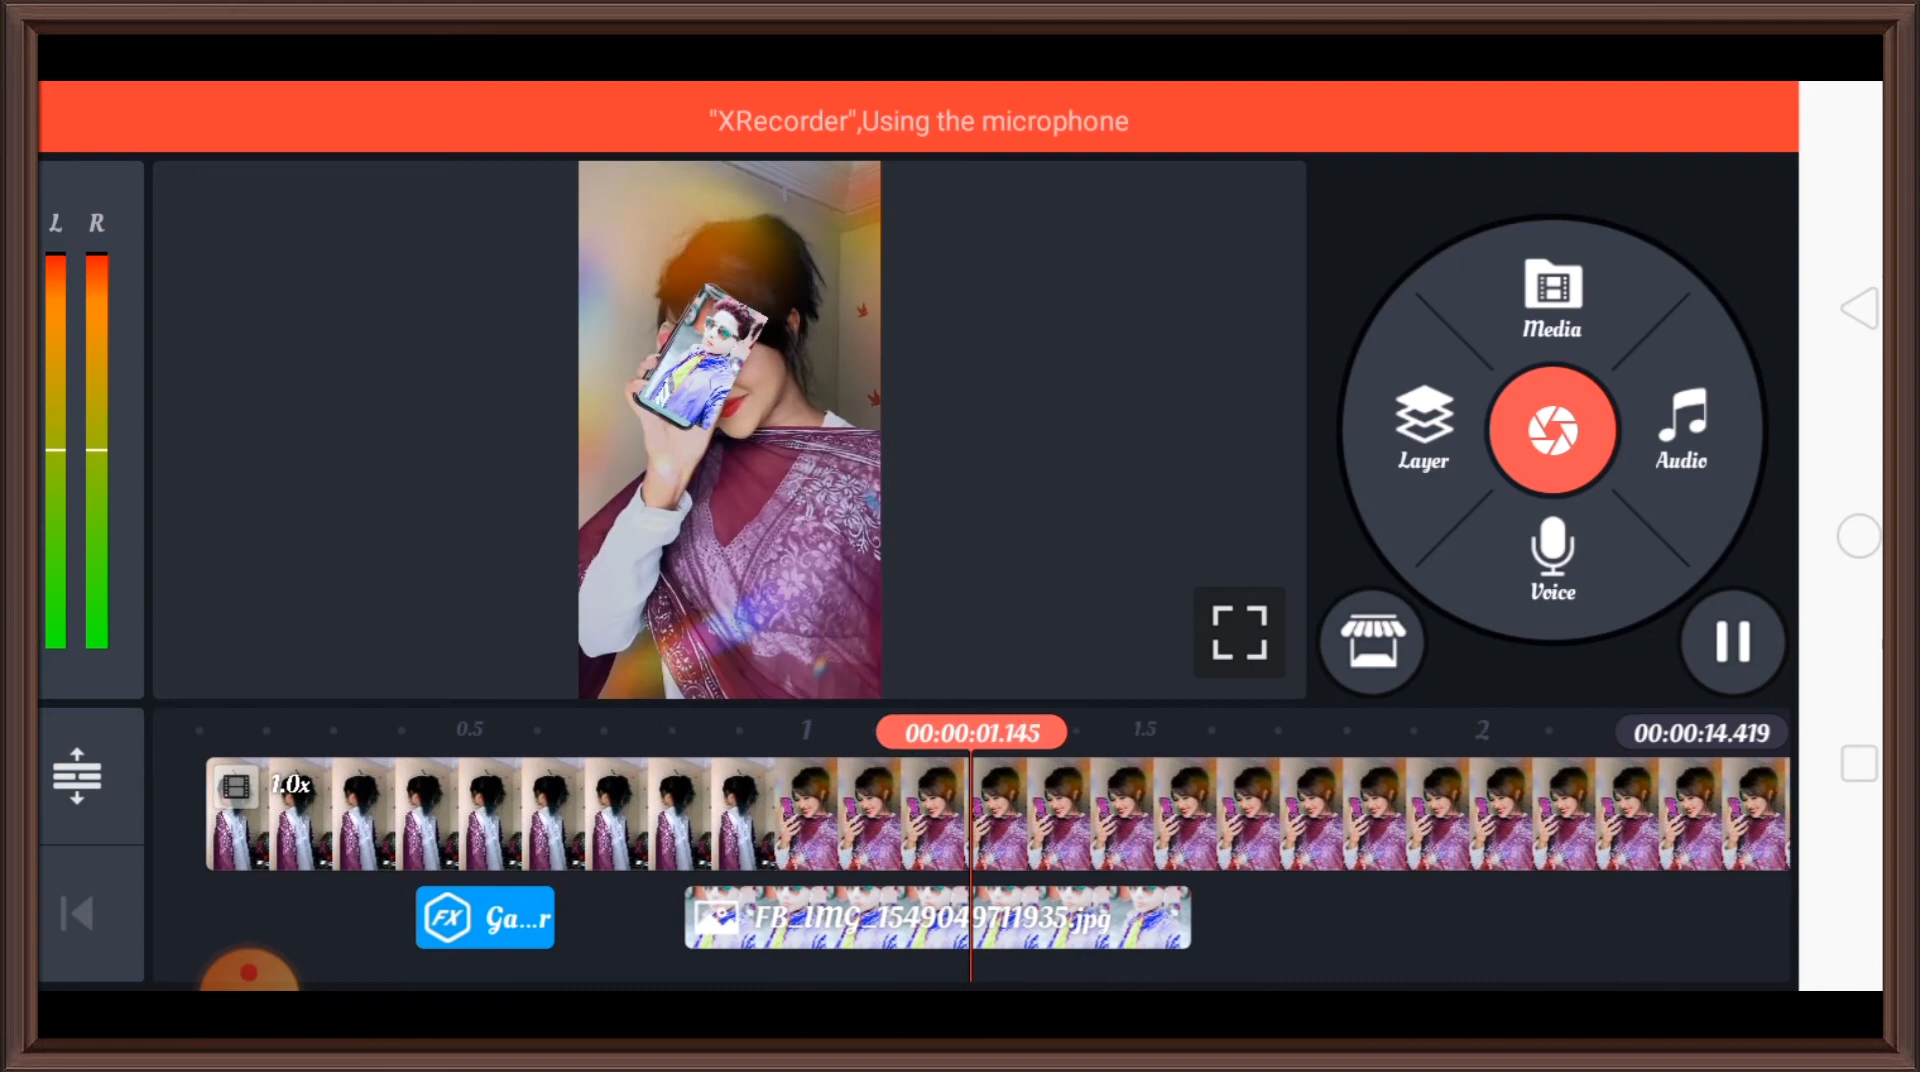 "XRecorder",Using the microphone
L R
Media
Layer
Audio
Voice
0.5 1 00:00:01.145 1.5 2 00:00:14.419
1.0x
FX Ga...r
FB_IMG_1549049711935.jpg